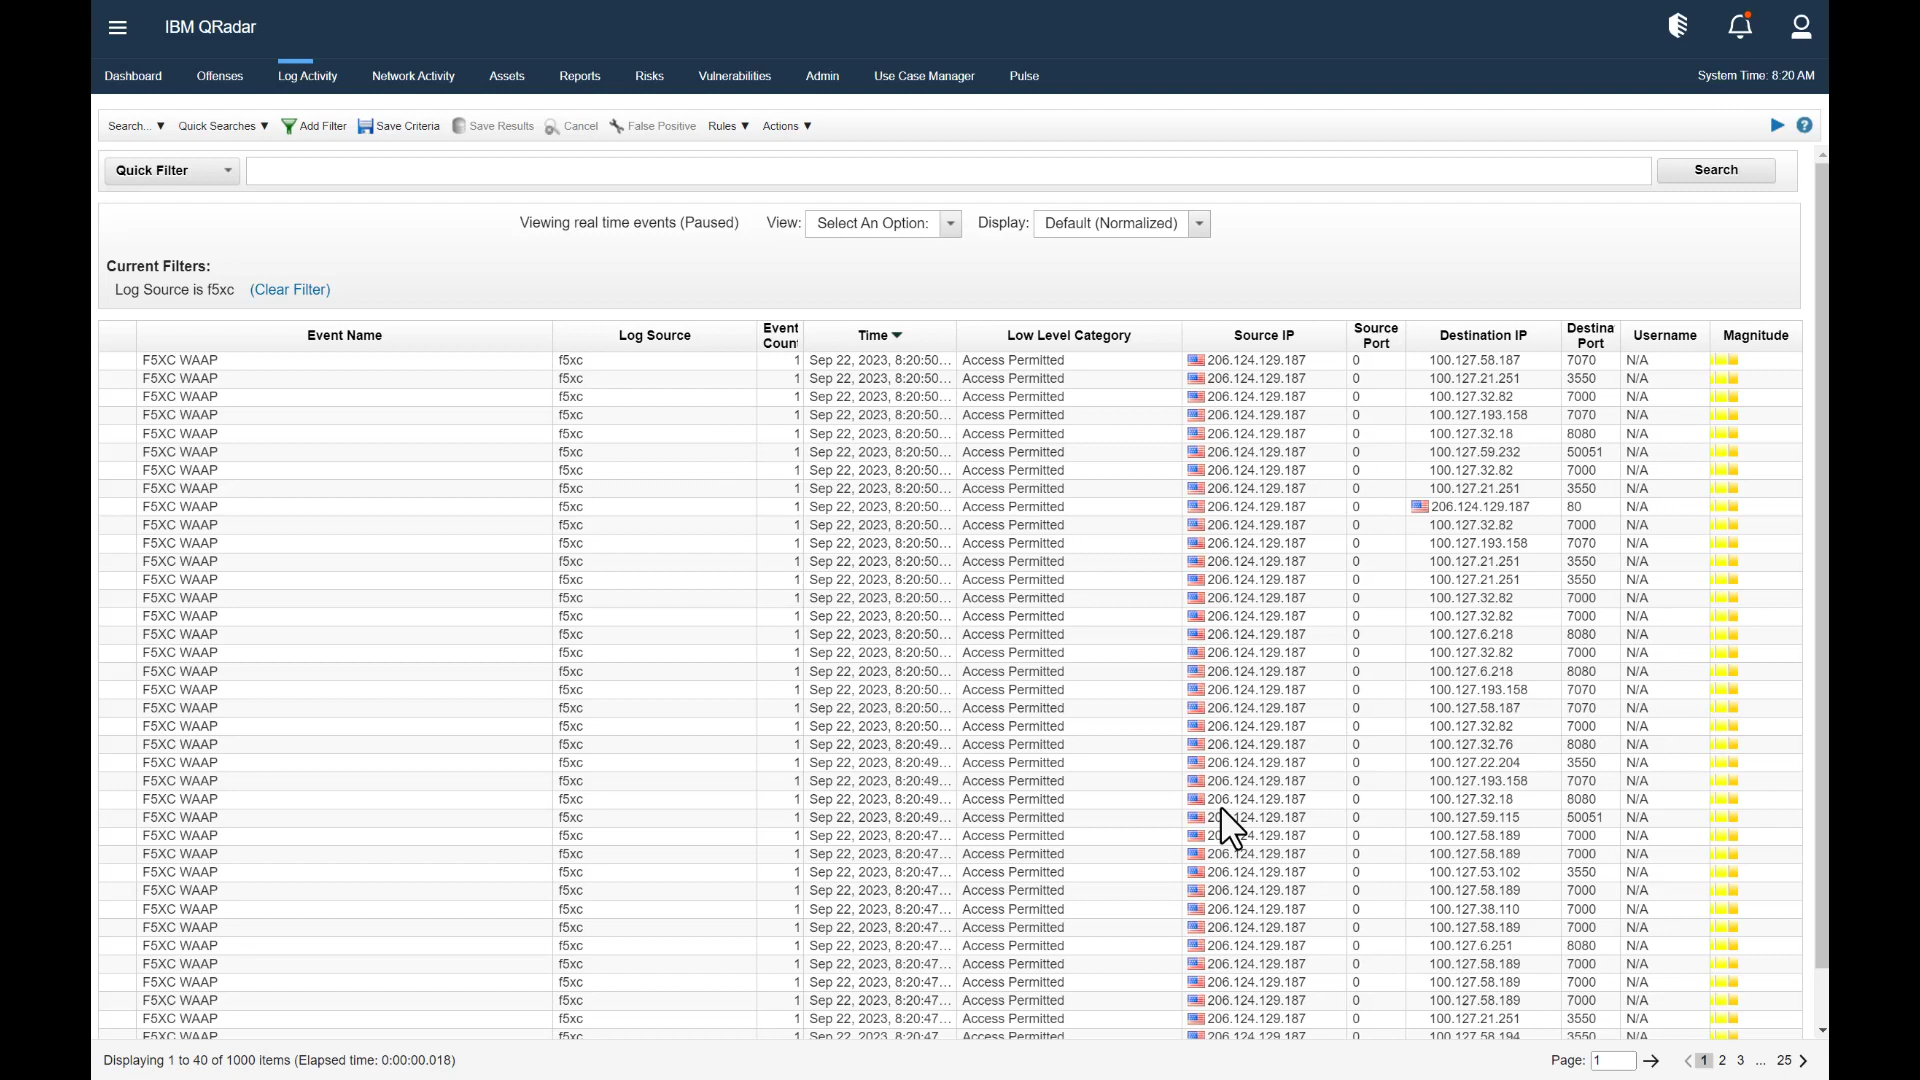 IBM QRadar
Dashboard Offenses Log Activity Network Activity Assets Reports Risks Vulnerabilities Admin Use Case Manager Pulse System Time: 8:20 AM
Search... Quick Searches Add Filter Save Criteria Save Results Cancel False Positive Rules Actions
Quick Filter Search
Viewing real time events (Paused) View: Select An Option: Display: Default (Normalized)
Current Filters:
Log Source is f5xc (Clear Filter)
Event Name Log Source Event Count Time Low Level Category Source IP Source Port Destination IP Destina Port Username Magnitude
F5XC WAAP f5xc 1 Sep 22, 2023, 8:20:50... Access Permitted 206.124.129.187 0 100.127.58.187 7070 N/A
F5XC WAAP f5xc 1 Sep 22, 2023, 8:20:50... Access Permitted 206.124.129.187 0 100.127.21.251 3550 N/A
F5XC WAAP f5xc 1 Sep 22, 2023, 8:20:50... Access Permitted 206.124.129.187 0 100.127.32.82 7000 N/A
F5XC WAAP f5xc 1 Sep 22, 2023, 8:20:50... Access Permitted 206.124.129.187 0 100.127.193.158 7070 N/A
F5XC WAAP f5xc 1 Sep 22, 2023, 8:20:50... Access Permitted 206.124.129.187 0 100.127.32.18 8080 N/A
F5XC WAAP f5xc 1 Sep 22, 2023, 8:20:50... Access Permitted 206.124.129.187 0 100.127.59.232 50051 N/A
F5XC WAAP f5xc 1 Sep 22, 2023, 8:20:50... Access Permitted 206.124.129.187 0 100.127.32.82 7000 N/A
F5XC WAAP f5xc 1 Sep 22, 2023, 8:20:50... Access Permitted 206.124.129.187 0 100.127.21.251 3550 N/A
F5XC WAAP f5xc 1 Sep 22, 2023, 8:20:50... Access Permitted 206.124.129.187 0 206.124.129.187 80 N/A
F5XC WAAP f5xc 1 Sep 22, 2023, 8:20:50... Access Permitted 206.124.129.187 0 100.127.32.82 7000 N/A
F5XC WAAP f5xc 1 Sep 22, 2023, 8:20:50... Access Permitted 206.124.129.187 0 100.127.193.158 7070 N/A
F5XC WAAP f5xc 1 Sep 22, 2023, 8:20:50... Access Permitted 206.124.129.187 0 100.127.21.251 3550 N/A
F5XC WAAP f5xc 1 Sep 22, 2023, 8:20:50... Access Permitted 206.124.129.187 0 100.127.21.251 3550 N/A
F5XC WAAP f5xc 1 Sep 22, 2023, 8:20:50... Access Permitted 206.124.129.187 0 100.127.32.82 7000 N/A
F5XC WAAP f5xc 1 Sep 22, 2023, 8:20:50... Access Permitted 206.124.129.187 0 100.127.32.82 7000 N/A
F5XC WAAP f5xc 1 Sep 22, 2023, 8:20:50... Access Permitted 206.124.129.187 0 100.127.6.218 8080 N/A
F5XC WAAP f5xc 1 Sep 22, 2023, 8:20:50... Access Permitted 206.124.129.187 0 100.127.32.82 7000 N/A
F5XC WAAP f5xc 1 Sep 22, 2023, 8:20:50... Access Permitted 206.124.129.187 0 100.127.6.218 8080 N/A
F5XC WAAP f5xc 1 Sep 22, 2023, 8:20:50... Access Permitted 206.124.129.187 0 100.127.193.158 7070 N/A
F5XC WAAP f5xc 1 Sep 22, 2023, 8:20:50... Access Permitted 206.124.129.187 0 100.127.58.187 7070 N/A
F5XC WAAP f5xc 1 Sep 22, 2023, 8:20:50... Access Permitted 206.124.129.187 0 100.127.32.82 7000 N/A
F5XC WAAP f5xc 1 Sep 22, 2023, 8:20:49... Access Permitted 206.124.129.187 0 100.127.32.76 8080 N/A
F5XC WAAP f5xc 1 Sep 22, 2023, 8:20:49... Access Permitted 206.124.129.187 0 100.127.22.204 3550 N/A
F5XC WAAP f5xc 1 Sep 22, 2023, 8:20:49... Access Permitted 206.124.129.187 0 100.127.193.158 7070 N/A
F5XC WAAP f5xc 1 Sep 22, 2023, 8:20:49... Access Permitted 206.124.129.187 0 100.127.32.18 8080 N/A
F5XC WAAP f5xc 1 Sep 22, 2023, 8:20:49... Access Permitted 206.124.129.187 0 100.127.59.115 50051 N/A
F5XC WAAP f5xc 1 Sep 22, 2023, 8:20:47... Access Permitted 206.124.129.187 0 100.127.58.189 7000 N/A
F5XC WAAP f5xc 1 Sep 22, 2023, 8:20:47... Access Permitted 206.124.129.187 0 100.127.58.189 7000 N/A
F5XC WAAP f5xc 1 Sep 22, 2023, 8:20:47... Access Permitted 206.124.129.187 0 100.127.53.102 3550 N/A
F5XC WAAP f5xc 1 Sep 22, 2023, 8:20:47... Access Permitted 206.124.129.187 0 100.127.58.189 7000 N/A
F5XC WAAP f5xc 1 Sep 22, 2023, 8:20:47... Access Permitted 206.124.129.187 0 100.127.38.110 7000 N/A
F5XC WAAP f5xc 1 Sep 22, 2023, 8:20:47... Access Permitted 206.124.129.187 0 100.127.58.189 7000 N/A
F5XC WAAP f5xc 1 Sep 22, 2023, 8:20:47... Access Permitted 206.124.129.187 0 100.127.6.251 8080 N/A
F5XC WAAP f5xc 1 Sep 22, 2023, 8:20:47... Access Permitted 206.124.129.187 0 100.127.58.189 7000 N/A
F5XC WAAP f5xc 1 Sep 22, 2023, 8:20:47... Access Permitted 206.124.129.187 0 100.127.58.189 7000 N/A
F5XC WAAP f5xc 1 Sep 22, 2023, 8:20:47... Access Permitted 206.124.129.187 0 100.127.58.189 7000 N/A
F5XC WAAP f5xc 1 Sep 22, 2023, 8:20:47... Access Permitted 206.124.129.187 0 100.127.21.251 3550 N/A
F5XC WAAP f5xc 1 Sep 22, 2023, 8:20:47... Access Permitted 206.124.129.187 0 100.127.58.194 3550 N/A
Displaying 1 to 40 of 1000 items (Elapsed time: 0:00:00.018) Page: 1 1 2 3 ... 25